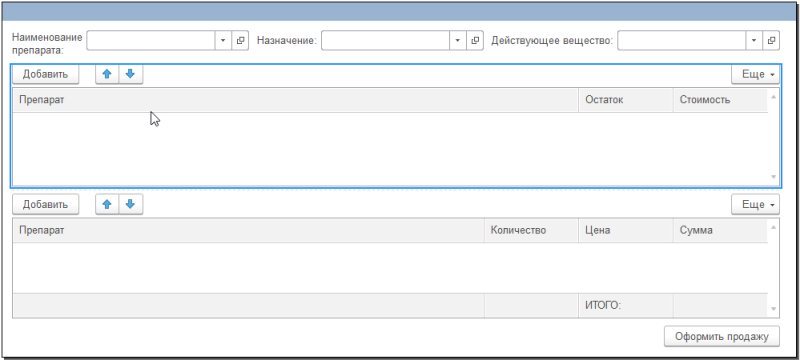 Наименование
препарата:
Назначение:
Действующее вещество:
Добавить
Еще
Препарат Остаток Стоимость
Добавить
Еще
Препарат Количество Цена Сумма
ИТОГО:
Оформить продажу